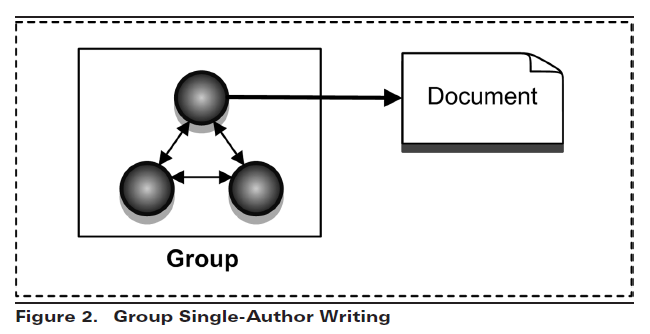 Document
Group
Figure 2. Group Single-Author Writing